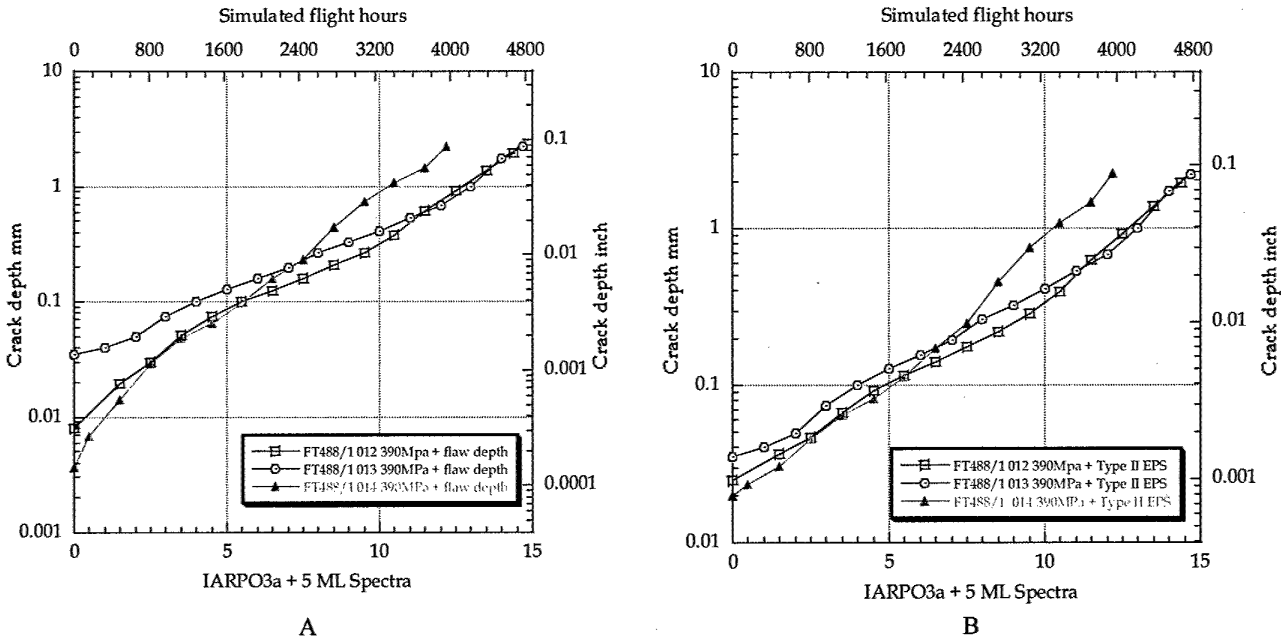 Simulated flight hours
0 800 1600 2400 3200 4000 4800
10
1
0.1
0.01
0.001
Crack depth mm
0.1
0.01
0.001
0.0001
Crack depth inch
FT488/1 012 390Mpa + flaw depth
FT488/1 013 390MPa + flaw depth
FT488/1 014 390MPa + flaw depth
0 5 10 15
IARPO3a + 5 ML Spectra
A
Simulated flight hours
0 800 1600 2400 3200 4000 4800
10
1
0.1
0.01
Crack depth mm
0.1
0.01
0.001
Crack depth inch
FT488/1 012 390Mpa + Type II EPS
FT488/1 013 390MPa + Type II EPS
FT488/1 014 390MPa + Type II EPS
0 5 10 15
IARPO3a + 5 ML Spectra
B